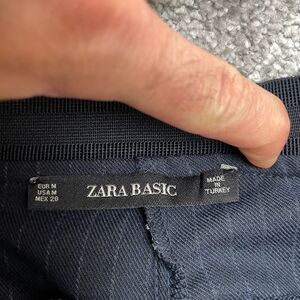 EUR M
USA M
MEX 28
ZARA BASIC
MADE
IN
TURKEY